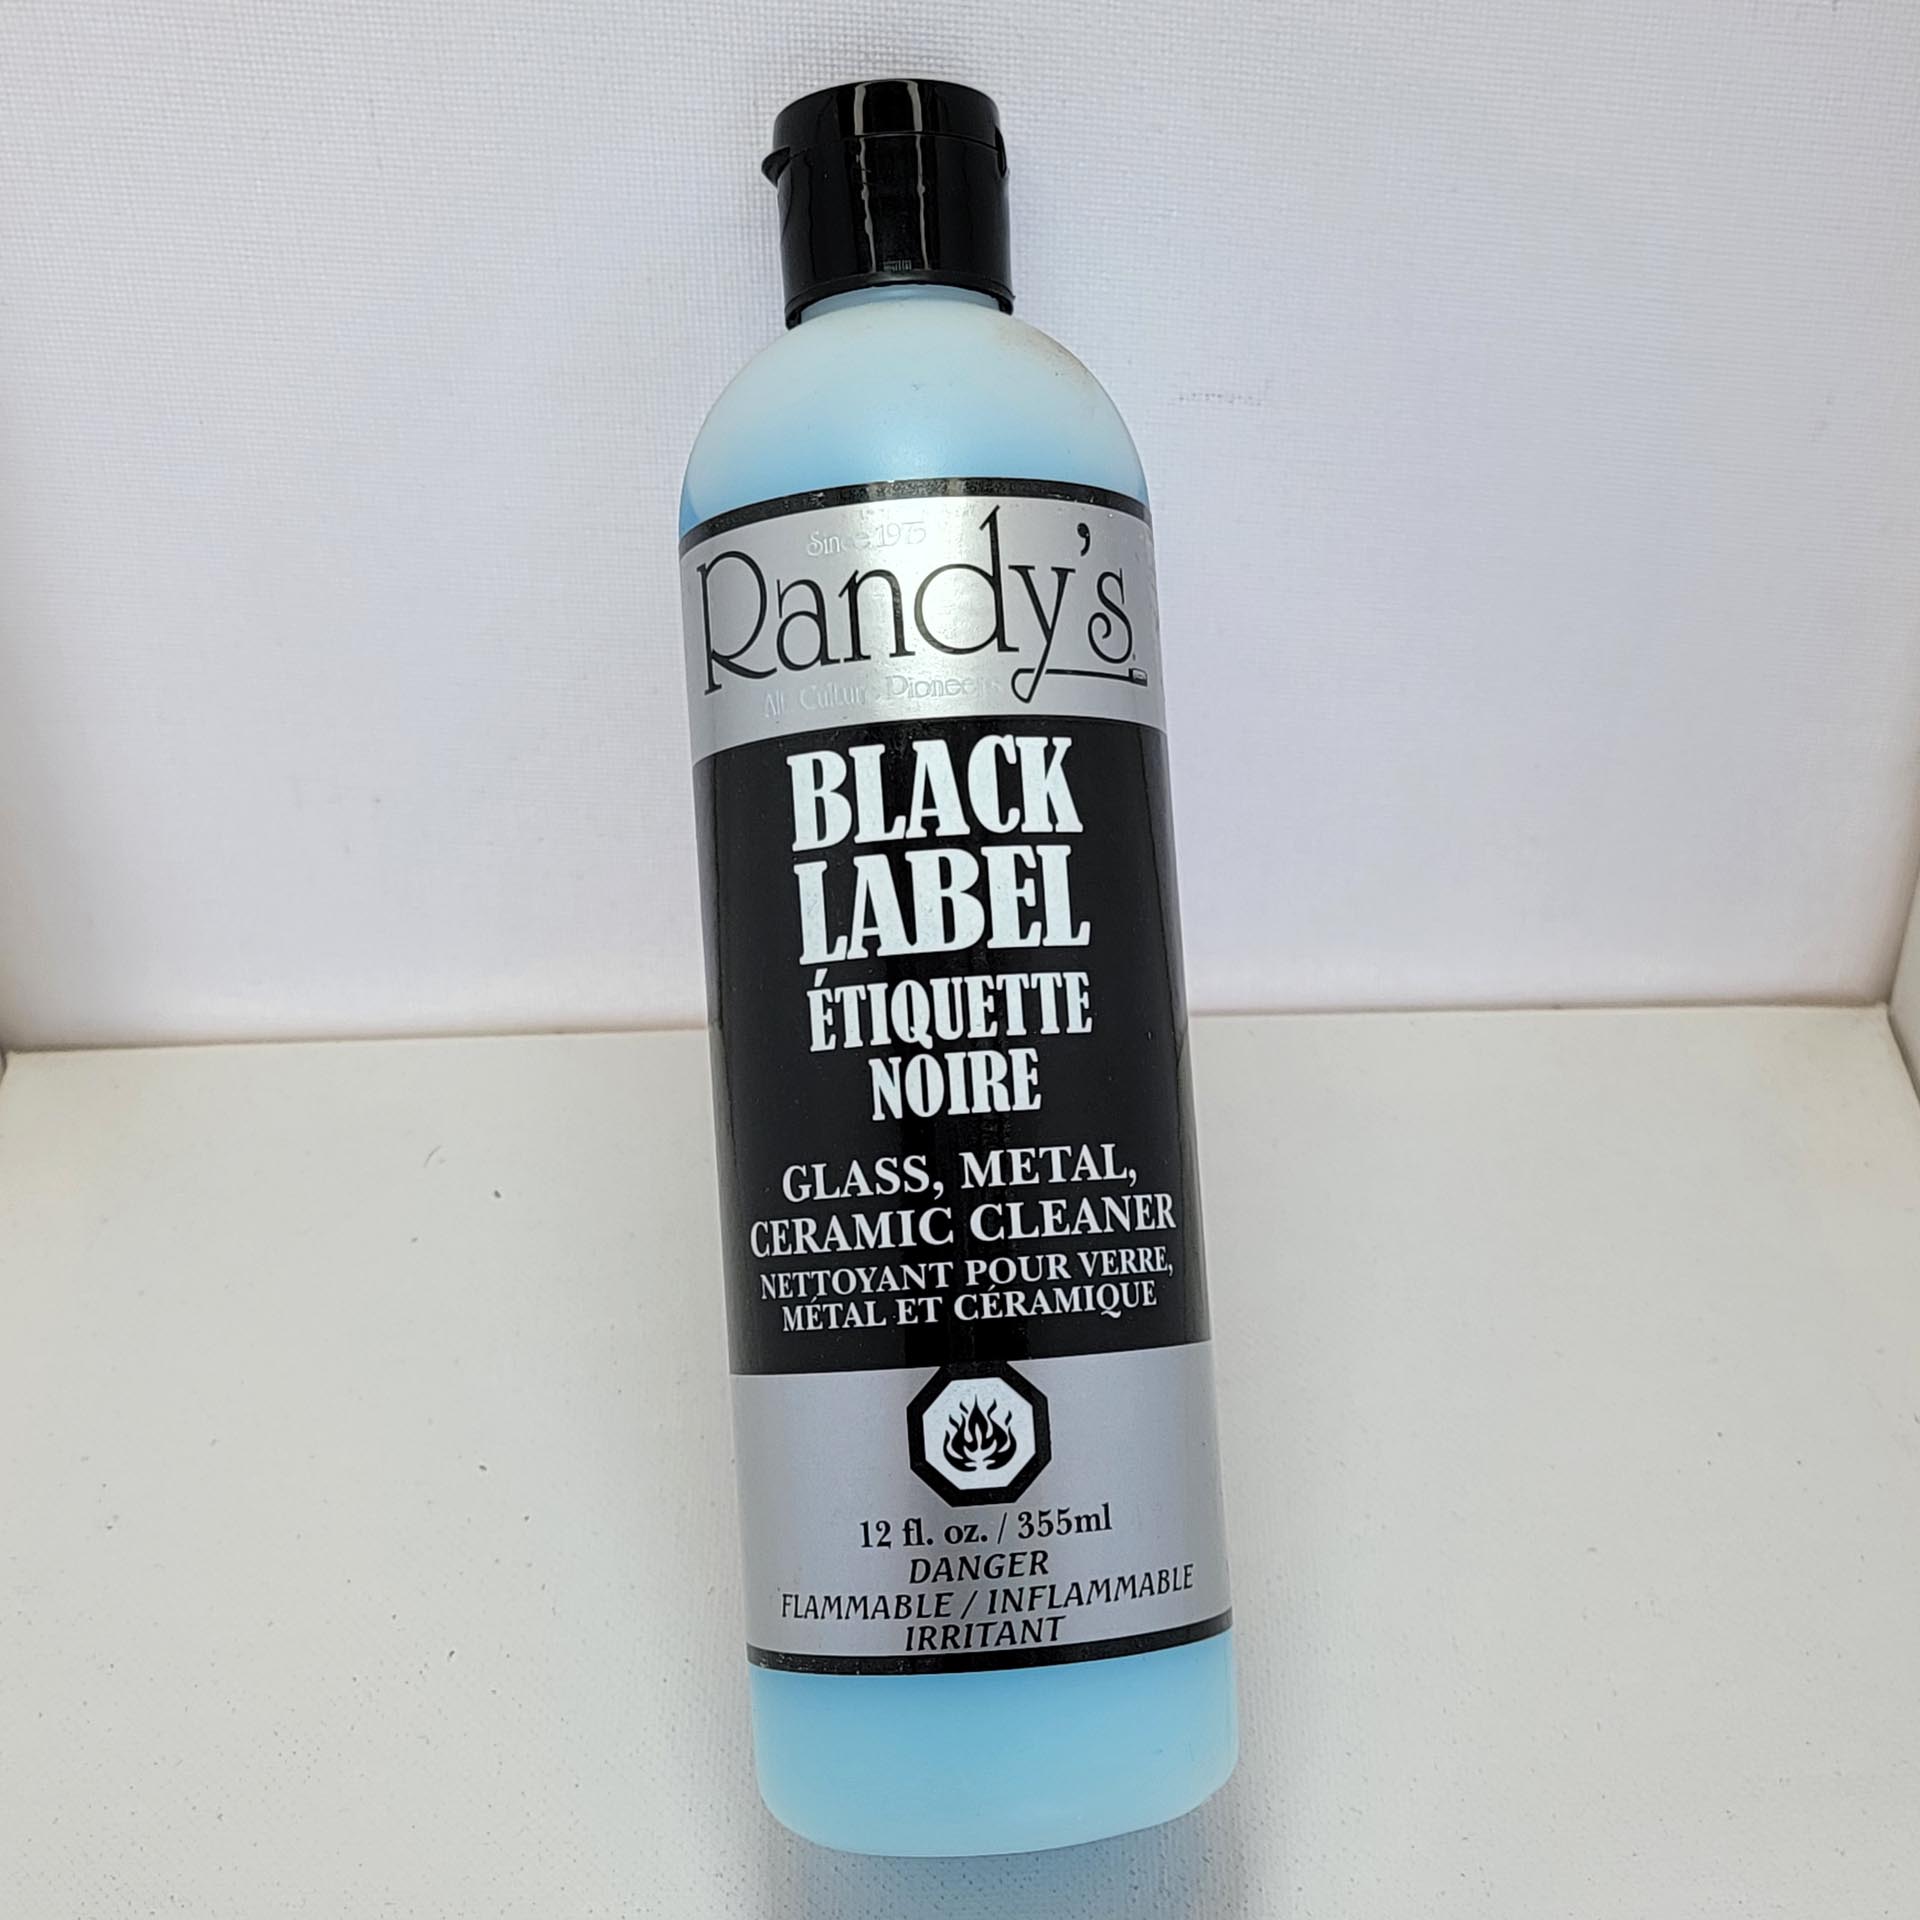 Since 1975
Randy's
Alt Culture Pioneers
BLACK
LABEL
ÉTIQUETTE
NOIRE
GLASS, METAL,
CERAMIC CLEANER
NETTOYANT POUR VERRE,
MÉTAL ET CÉRAMIQUE
12 fl. oz. / 355ml
DANGER
FLAMMABLE / INFLAMMABLE
IRRITANT